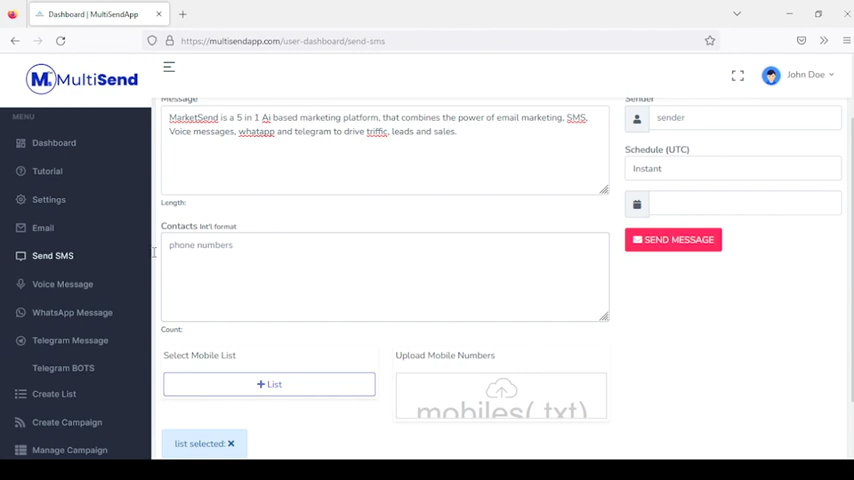 Dashboard | MultiSendApp
https://multisendapp.com/user-dashboard/send-sms
MultiSend
John Doe
MENU
Dashboard
Tutorial
Settings
Email
Send SMS
Voice Message
WhatsApp Message
Telegram Message
Telegram BOTS
Create List
Create Campaign
Manage Campaign
Message
MarketSend is a 5 in 1 Ai based marketing platform, that combines the power of email marketing, SMS,
Voice messages, whatapp and telegram to drive triffic, leads and sales.
Length:
Contacts Int'l format
phone numbers
Count:
Select Mobile List
+ List
Upload Mobile Numbers
mobiles(.txt)
list selected: ×
Sender
sender
Schedule (UTC)
Instant
SEND MESSAGE